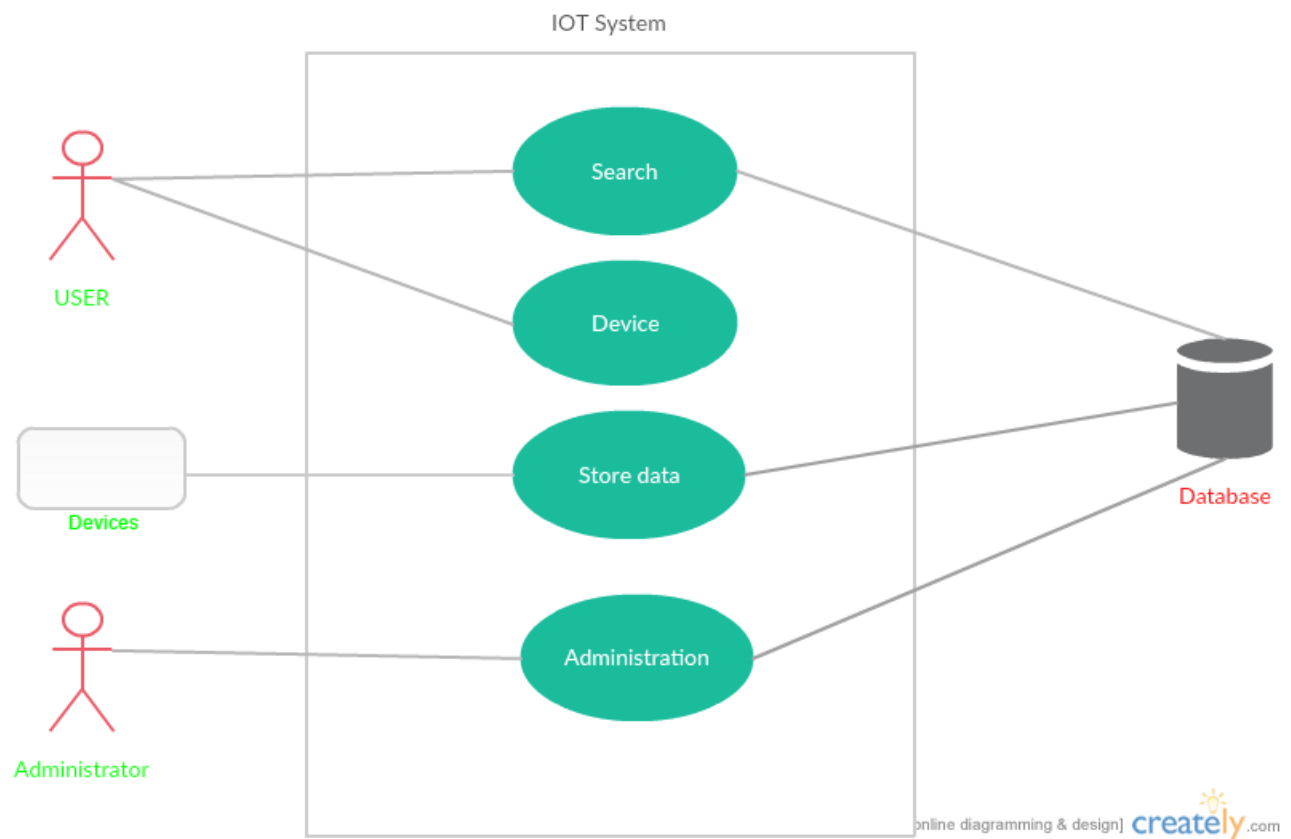 IOT System
Search
USER
Device
Store data
Devices
Database
Administration
Administrator
online diagramming & design] creately.com